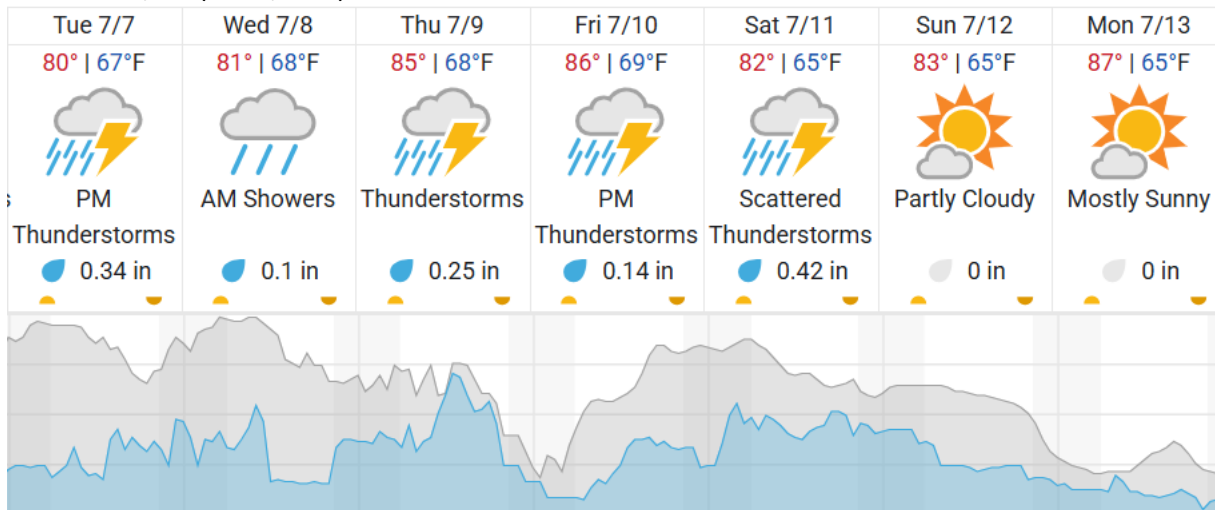 Tue 7/7 Wed 7/8 Thu 7/9 Fri 7/10 Sat 7/11 Sun 7/12 Mon 7/13
80° | 67°F 81° | 68°F 85° | 68°F 86° | 69°F 82° | 65°F 83° | 65°F 87° | 65°F
PM AM Showers Thunderstorms PM Scattered Partly Cloudy Mostly Sunny
Thunderstorms Thunderstorms Thunderstorms
0.34 in 0.1 in 0.25 in 0.14 in 0.42 in 0 in 0 in